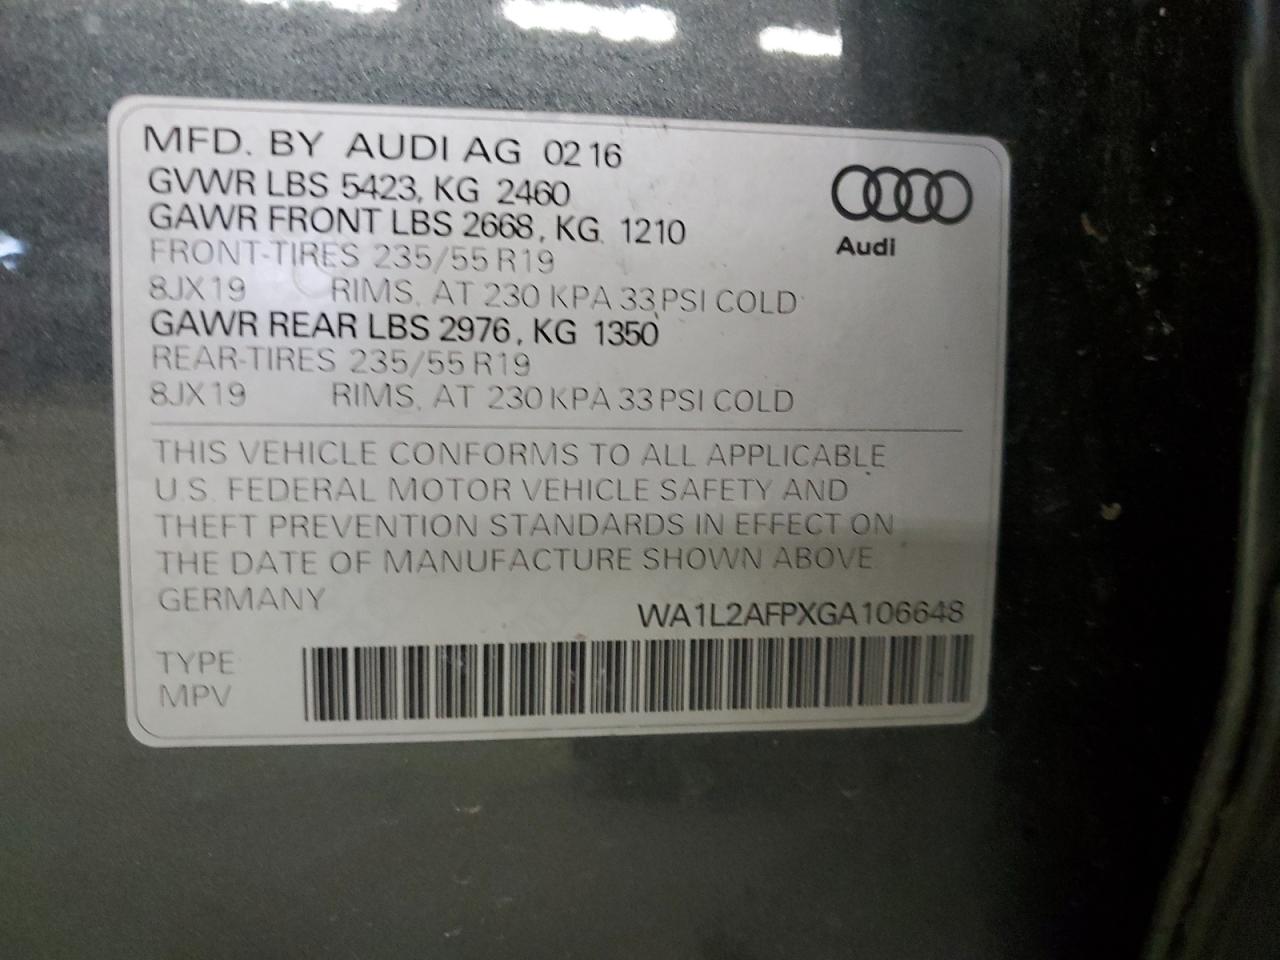 MFD. BY AUDI AG 02 16
GVWR LBS 5423, KG 2460
GAWR FRONT LBS 2668, KG 1210
FRONT-TIRES 235/55 R19
8JX19 RIMS, AT 230 KPA 33 PSI COLD
GAWR REAR LBS 2976, KG 1350
REAR-TIRES 235/55 R19
8JX19 RIMS, AT 230 KPA 33 PSI COLD
Audi
THIS VEHICLE CONFORMS TO ALL APPLICABLE
U.S. FEDERAL MOTOR VEHICLE SAFETY AND
THEFT PREVENTION STANDARDS IN EFFECT ON
THE DATE OF MANUFACTURE SHOWN ABOVE
GERMANY
WA1L2AFPXGA106648
TYPE
MPV